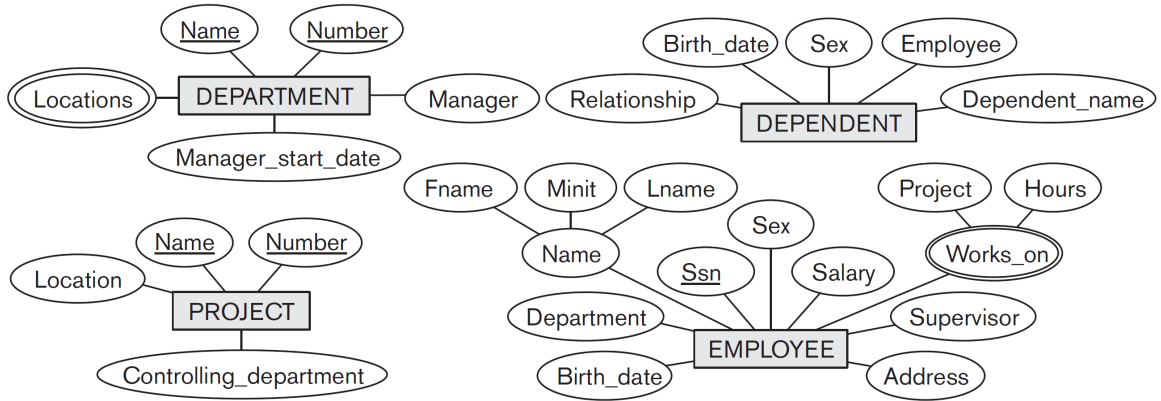 Name
Number
Locations
DEPARTMENT
Manager
Manager_start_date
Birth_date
Sex
Employee
Relationship
Dependent_name
DEPENDENT
Name
Number
Location
PROJECT
Controlling_department
Fname
Minit
Lname
Name
Sex
Ssn
Salary
Project
Hours
Works_on
Department
Supervisor
EMPLOYEE
Birth_date
Address